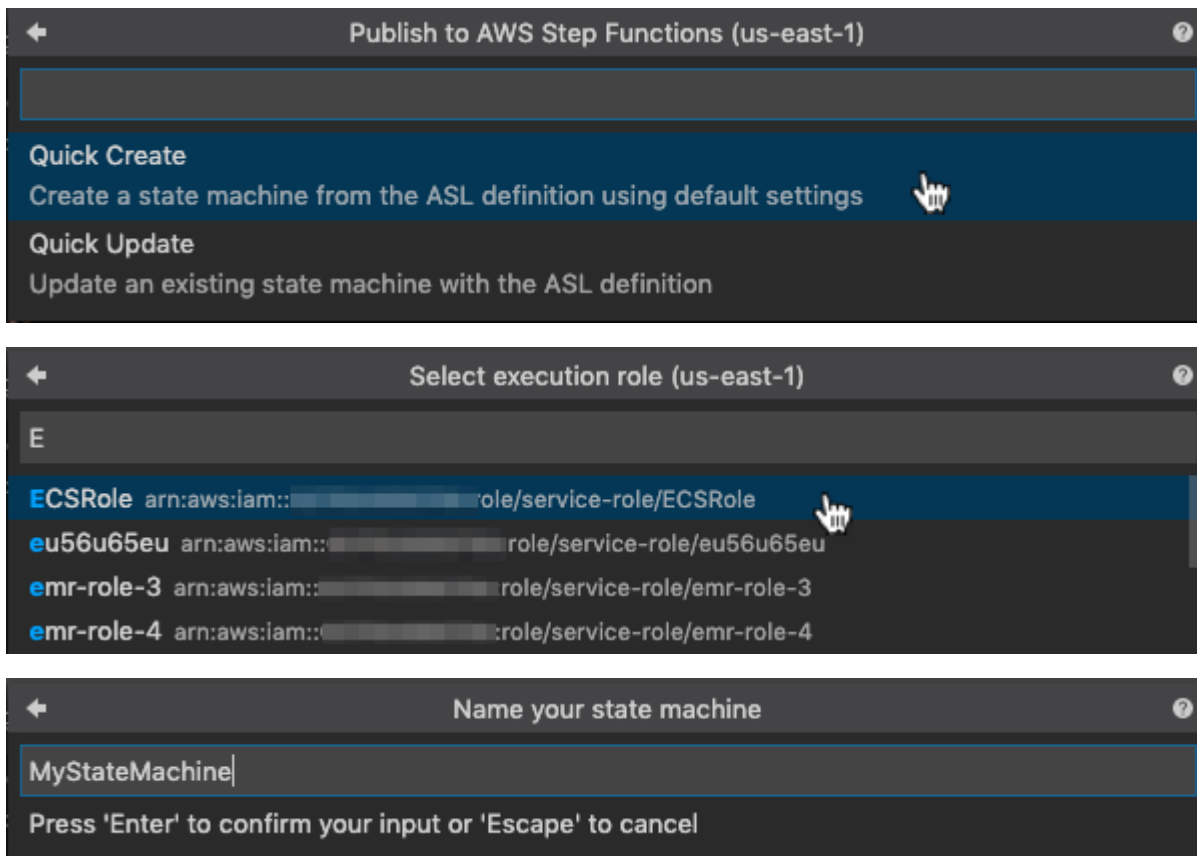 Publish to AWS Step Functions (us-east-1)
Quick Create
Create a state machine from the ASL definition using default settings
Quick Update
Update an existing state machine with the ASL definition
Select execution role (us-east-1)
E
ECSRole arn:aws:iam:: ole/service-role/ECSRole
eu56u65eu arn:aws:iam:: role/service-role/eu56u65eu
emr-role-3 arn:aws:iam:: role/service-role/emr-role-3
emr-role-4 arn:aws:iam:: :role/service-role/emr-role-4
Name your state machine
MyStateMachine
Press 'Enter' to confirm your input or 'Escape' to cancel